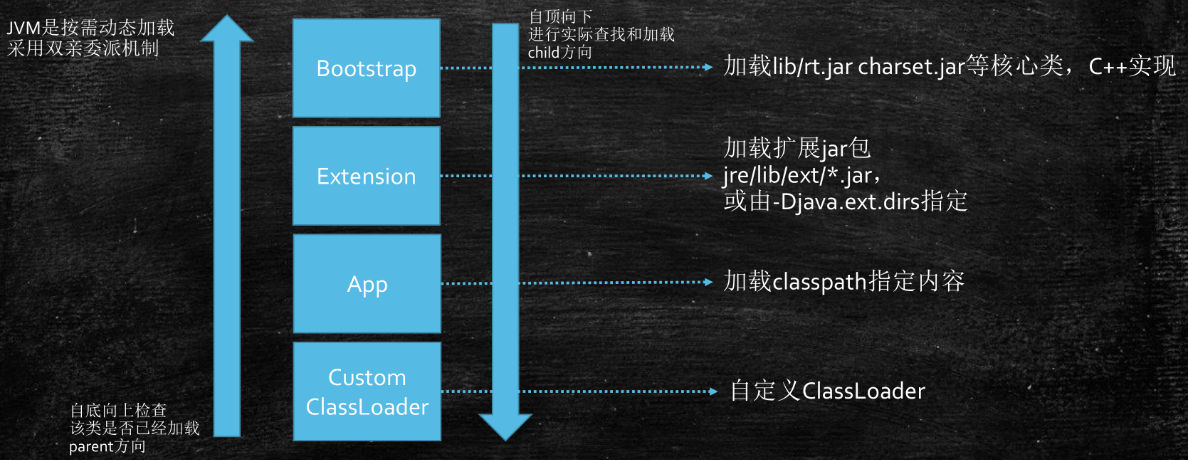 JVM是按需动态加载
采用双亲委派机制
自顶向下
进行实际查找和加载
child方向
Bootstrap
加载lib/rt.jar charset.jar等核心类，C++实现
Extension
加载扩展jar包
jre/lib/ext/*.jar，
或由-Djava.ext.dirs指定
App
加载classpath指定内容
Custom
ClassLoader
自定义ClassLoader
自底向上检查
该类是否已经加载
parent方向